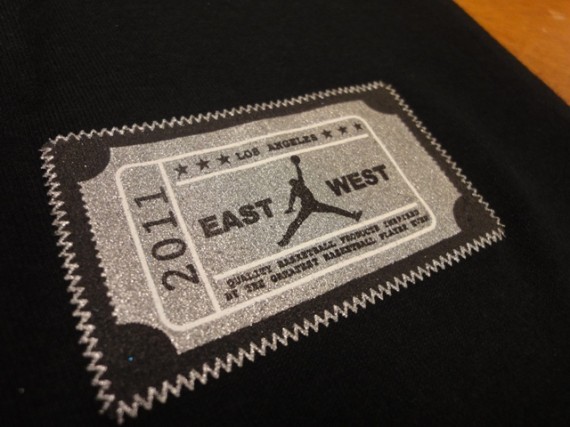 2011
★★★ LOS ANGELES ★★★
EAST WEST
QUALITY BASKETBALL PRODUCTS INSPIRED
BY THE GREATEST BASKETBALL PLAYER EVER